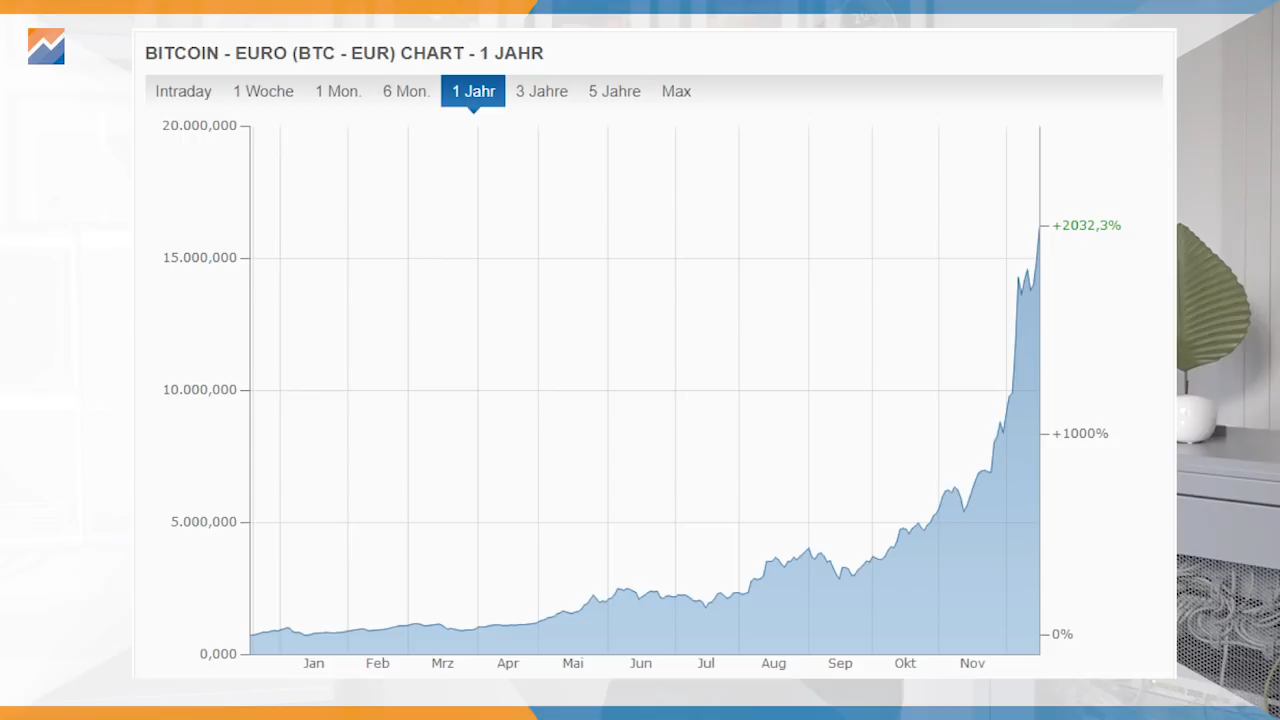 BITCOIN - EURO (BTC - EUR) CHART - 1 JAHR
Intraday 1 Woche 1 Mon. 6 Mon. 1 Jahr 3 Jahre 5 Jahre Max
20.000,000
+2032,3%
15.000,000
10.000,000
+1000%
5.000,000
0%
0,000
Jan Feb Mrz Apr Mai Jun Jul Aug Sep Okt Nov